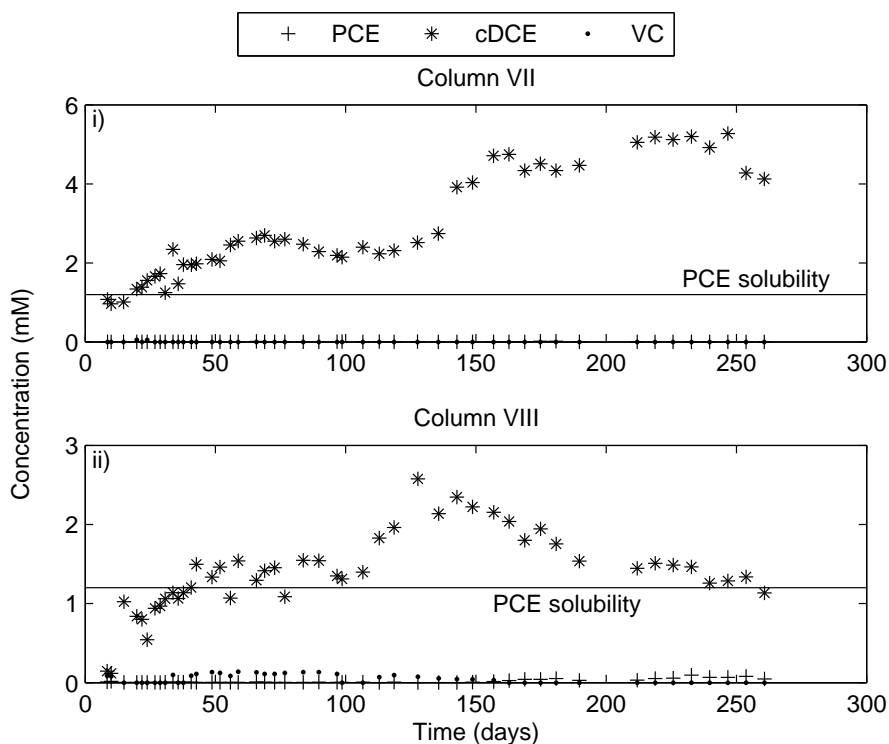 PCE cDCE VC
Column VII
i)
6
4
2
0
PCE solubility
0 50 100 150 200 250 300
Concentration (mM)
Column VIII
ii)
3
2
1
0
PCE solubility
0 50 100 150 200 250 300
Time (days)